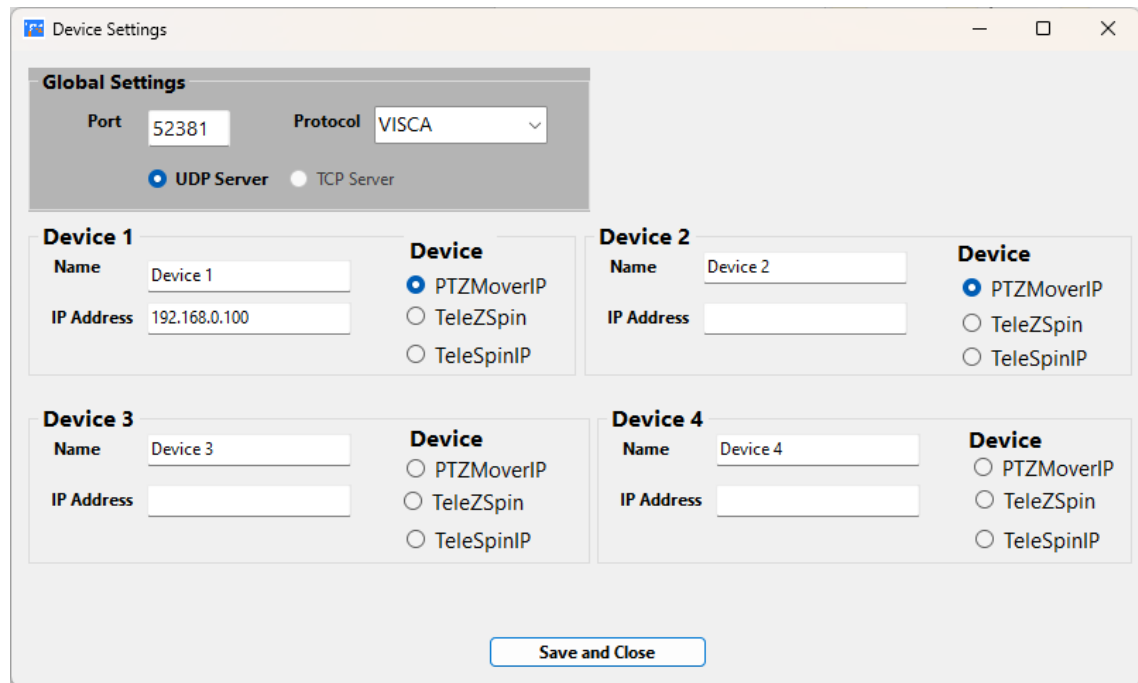 Device Settings
Global Settings
Port 52381 Protocol VISCA
UDP Server TCP Server
Device 1
Name Device 1
IP Address 192.168.0.100
Device
PTZMoverIP
TeleZSpin
TeleSpinIP
Device 2
Name Device 2
IP Address
Device
PTZMoverIP
TeleZSpin
TeleSpinIP
Device 3
Name Device 3
IP Address
Device
PTZMoverIP
TeleZSpin
TeleSpinIP
Device 4
Name Device 4
IP Address
Device
PTZMoverIP
TeleZSpin
TeleSpinIP
Save and Close